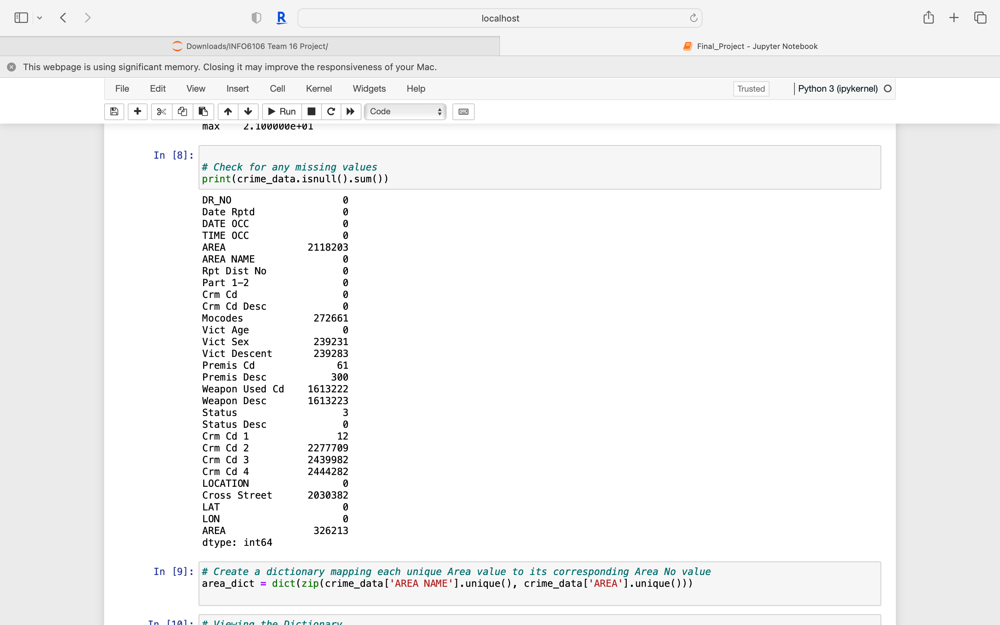 localhost
Downloads/INFO6106 Team 16 Project/
Final_Project - Jupyter Notebook
This webpage is using significant memory. Closing it may improve the responsiveness of your Mac.
File Edit View Insert Cell Kernel Widgets Help Trusted Python 3 (ipykernel)
Run Code
max 2.100000e+01
In [8]:
# Check for any missing values
print(crime_data.isnull().sum())
DR_NO 0
Date Rptd 0
DATE OCC 0
TIME OCC 0
AREA 2118203
AREA NAME 0
Rpt Dist No 0
Part 1-2 0
Crm Cd 0
Crm Cd Desc 0
Mocodes 272661
Vict Age 0
Vict Sex 239231
Vict Descent 239283
Premis Cd 61
Premis Desc 300
Weapon Used Cd 1613222
Weapon Desc 1613223
Status 3
Status Desc 0
Crm Cd 1 12
Crm Cd 2 2277709
Crm Cd 3 2439982
Crm Cd 4 2444282
LOCATION 0
Cross Street 2030382
LAT 0
LON 0
AREA 326213
dtype: int64
In [9]: # Create a dictionary mapping each unique Area value to its corresponding Area No value
area_dict = dict(zip(crime_data['AREA NAME'].unique(), crime_data['AREA'].unique()))
In [10]: # Viewing the Dictionary